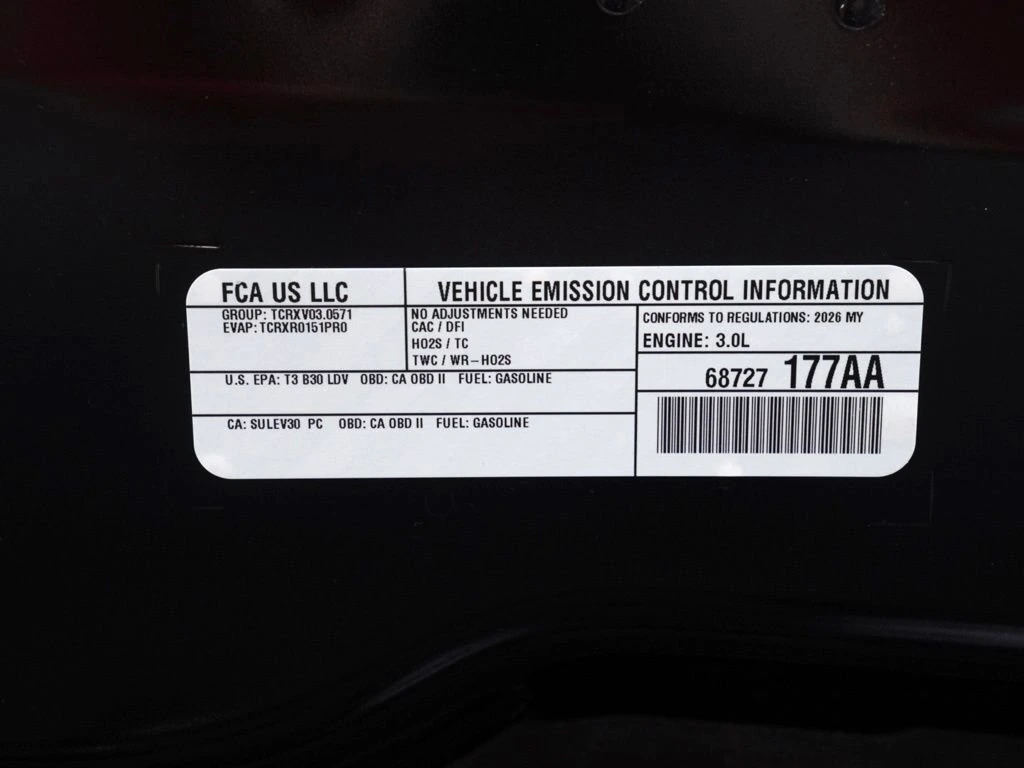 FCA US LLC
VEHICLE EMISSION CONTROL INFORMATION
GROUP: TCRXV03.0571
EVAP: TCRXR0151PR0
NO ADJUSTMENTS NEEDED
CAC / DFI
HO2S / TC
TWC / WR-HO2S
CONFORMS TO REGULATIONS: 2026 MY
ENGINE: 3.0L
68727 177AA
U.S. EPA: T3 B30 LDV OBD: CA OBD II FUEL: GASOLINE
CA: SULEV30 PC OBD: CA OBD II FUEL: GASOLINE